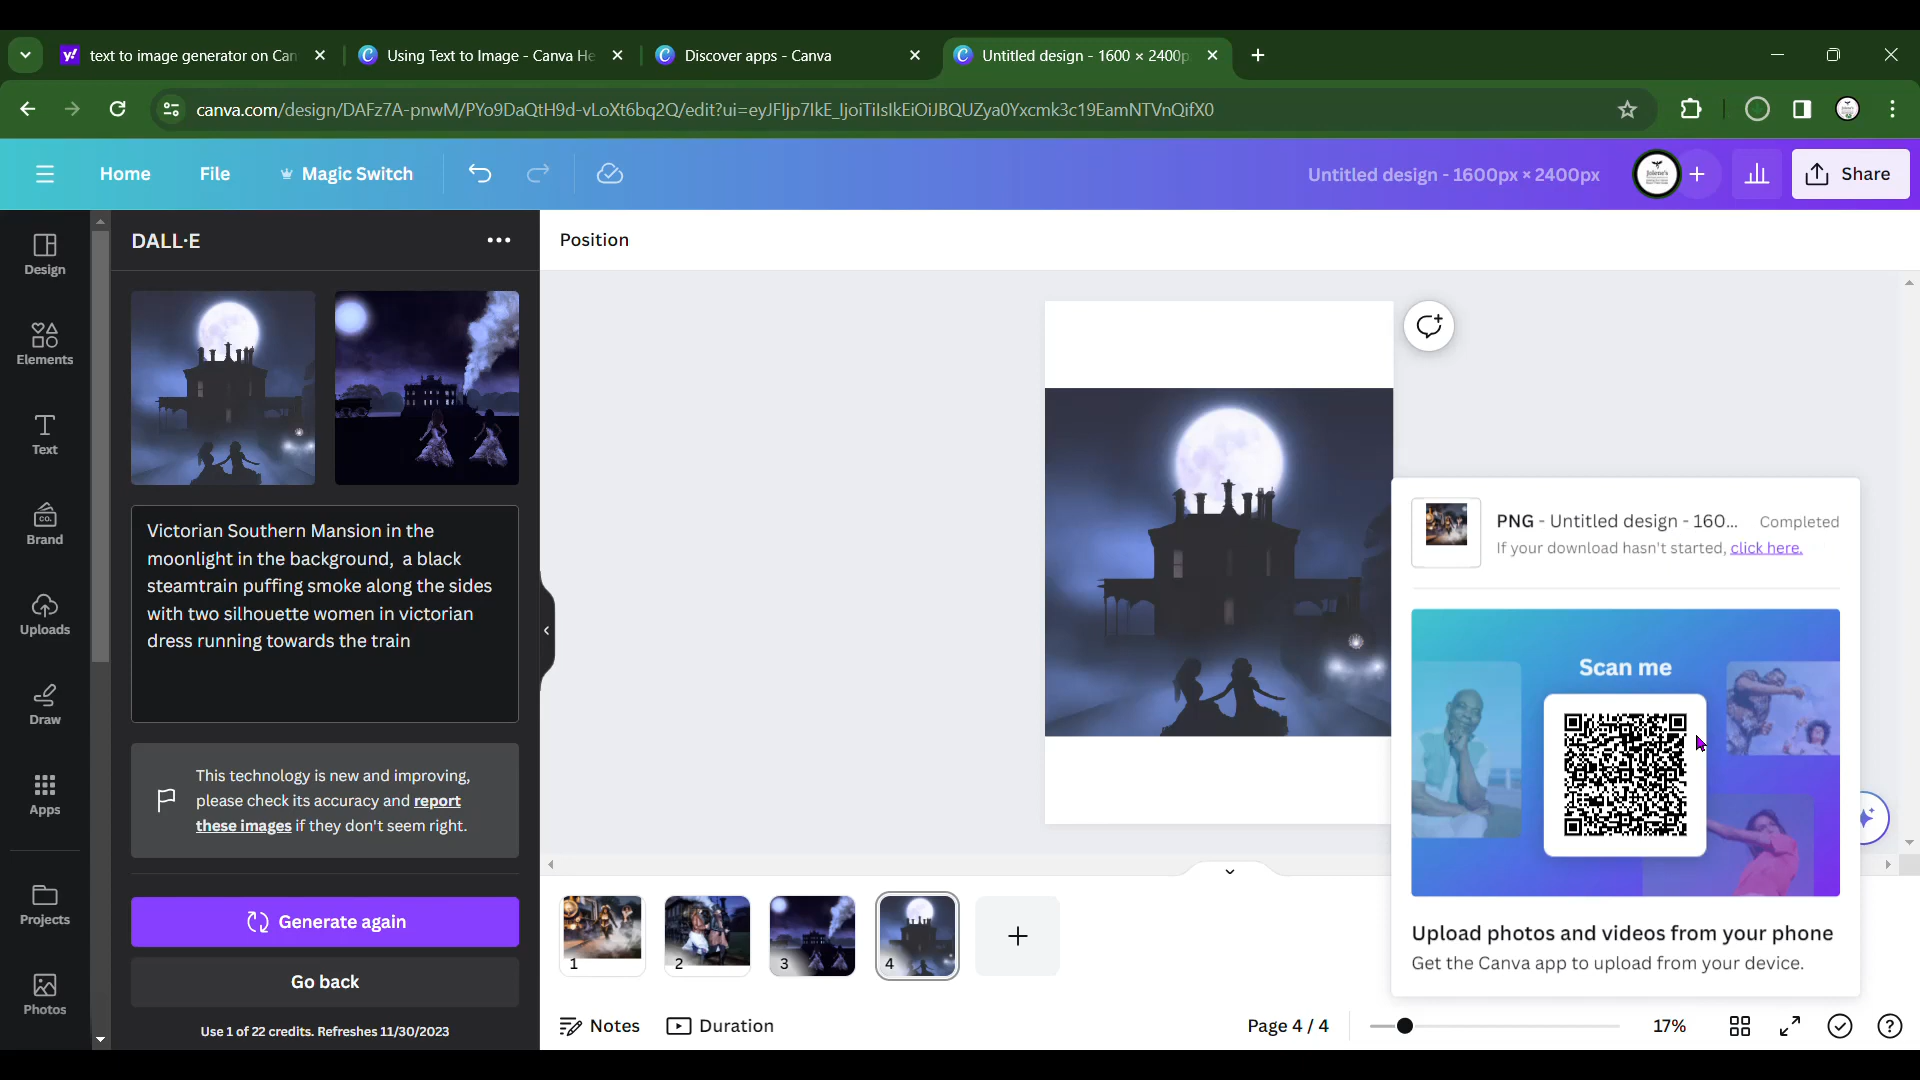 text to image generator on Can
Using Text to Image - Canva He
Discover apps - Canva
Untitled design - 1600 × 2400p
canva.com/design/DAFz7A-pnwM/PYo9DaQtH9d-vLoXt6bq2Q/edit?ui=eyJFIjp7IkE_IjoiTiIsIkEiOiJBQUZya0Yxcmk3c19EamNTVnQifX0
Home
File
Magic Switch
Untitled design - 1600px × 2400px
Share
Design
Elements
Text
Brand
Uploads
Draw
Apps
Projects
Photos
DALL·E
Victorian Southern Mansion in the
moonlight in the background, a black
steamtrain puffing smoke along the sides
with two silhouette women in victorian
dress running towards the train
This technology is new and improving,
please check its accuracy and report
these images if they don't seem right.
Generate again
Go back
Use 1 of 22 credits. Refreshes 11/30/2023
Position
PNG - Untitled design - 160... Completed
If your download hasn't started, click here.
Scan me
Upload photos and videos from your phone
Get the Canva app to upload from your device.
1
2
3
4
Notes
Duration
Page 4 / 4
17%